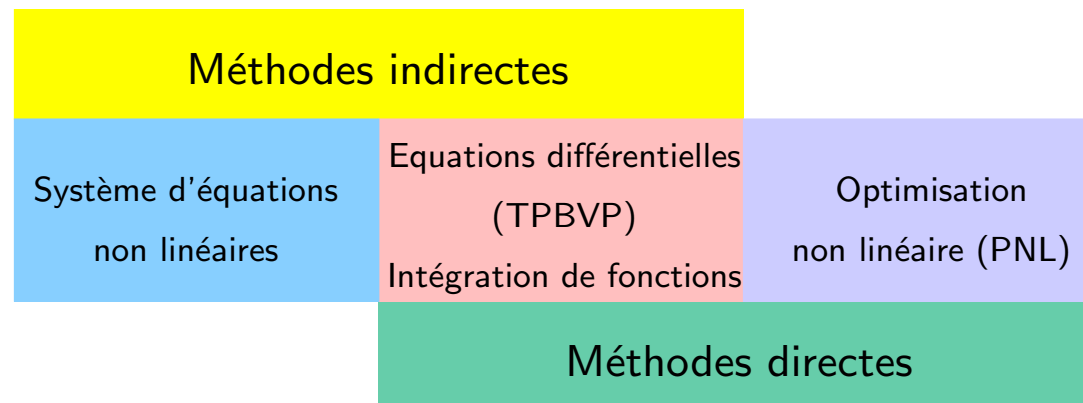 Méthodes indirectes
Système d'équations
non linéaires
Equations différentielles
(TPBVP)
Intégration de fonctions
Optimisation
non linéaire (PNL)
Méthodes directes